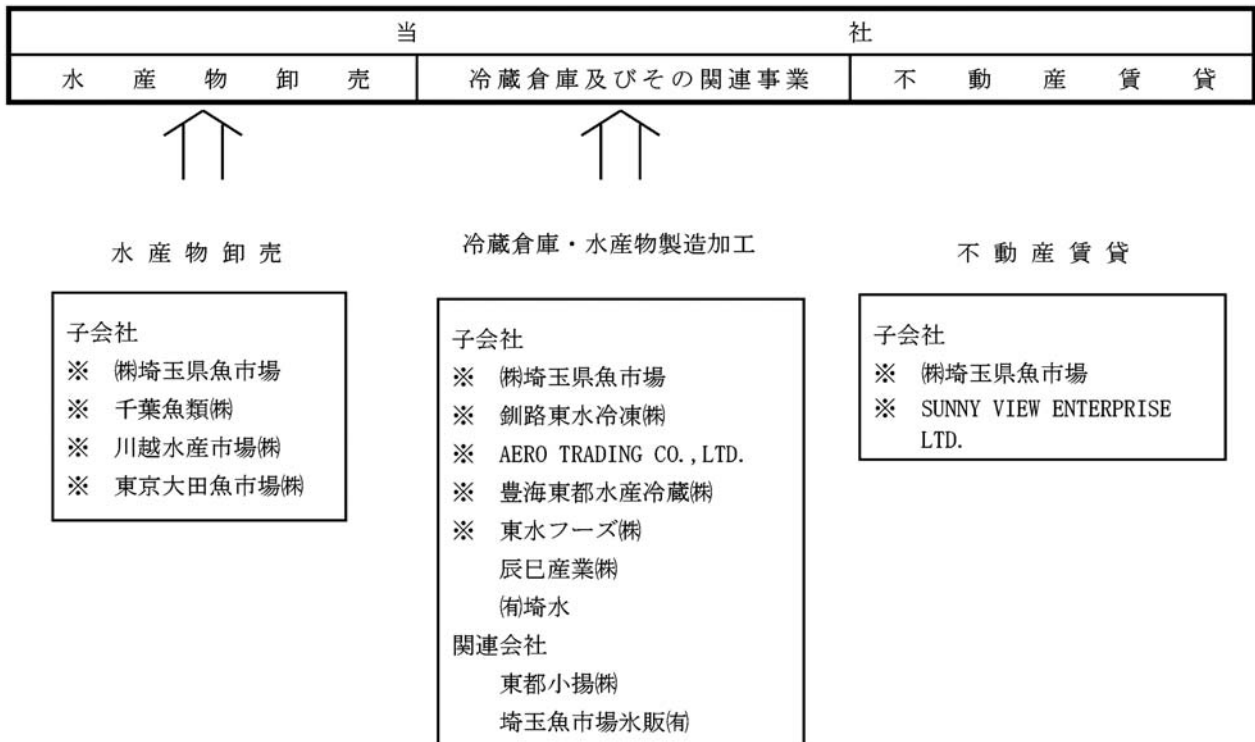 当社
水産物卸売
冷蔵倉庫及びその関連事業
不動産賃貸
水産物卸売
子会社
※ ㈱埼玉県魚市場
※ 千葉魚類㈱
※ 川越水産市場㈱
※ 東京大田魚市場㈱
冷蔵倉庫・水産物製造加工
子会社
※ ㈱埼玉県魚市場
※ 釧路東水冷凍㈱
※ AERO TRADING CO.,LTD.
※ 豊海東都水産冷蔵㈱
※ 東水フーズ㈱
辰巳産業㈱
㈲埼水
関連会社
東都小揚㈱
埼玉魚市場氷販㈲
不動産賃貸
子会社
※ ㈱埼玉県魚市場
※ SUNNY VIEW ENTERPRISE
LTD.